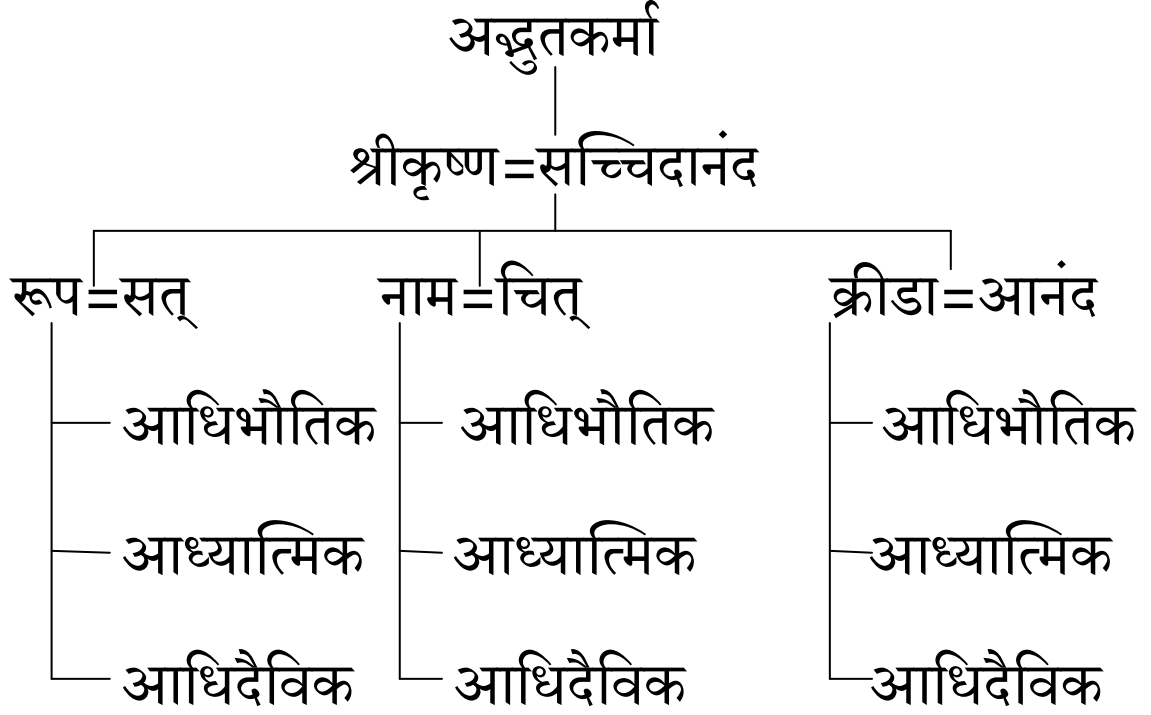 अद्भुतकर्मा
श्रीकृष्ण=सच्चिदानंद
रूप=सत् नाम=चित् क्रीडा=आनंद
आधिभौतिक आधिभौतिक आधिभौतिक
आध्यात्मिक आध्यात्मिक आध्यात्मिक
आधिदैविक आधिदैविक आधिदैविक